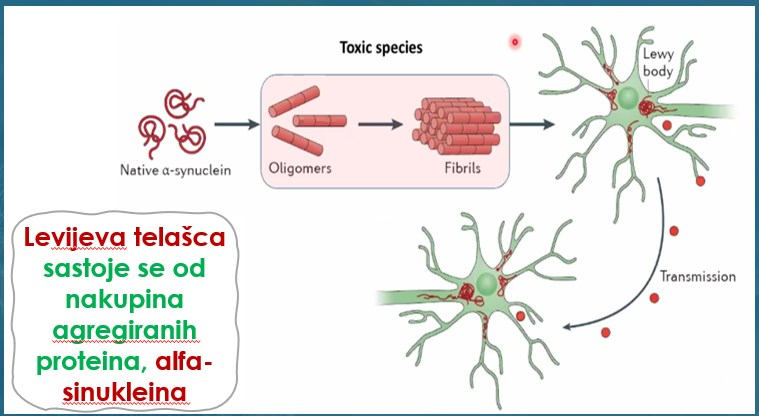 Toxic species
Lewy
body
Native α-synuclein
Oligomers
Fibrils
Transmission
Levijeva telašca
sastoje se od
nakupina
agregiranih
proteina, alfa-
sinukleina